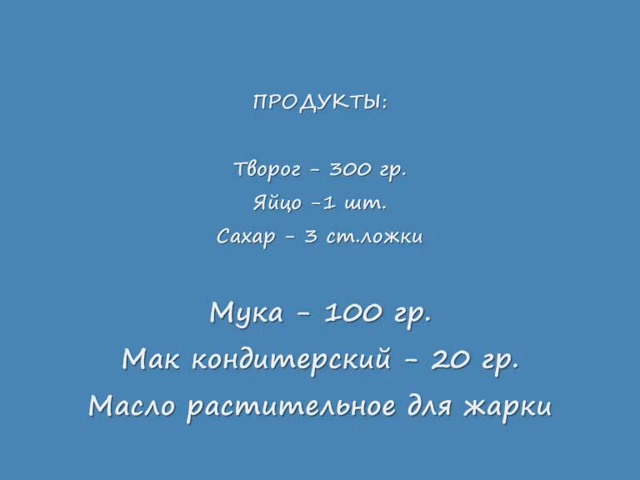 ПРОДУКТЫ:
Творог - 300 гр.
Яйцо -1 шт.
Сахар - 3 ст.ложки
Мука - 100 гр.
Мак кондитерский - 20 гр.
Масло растительное для жарки